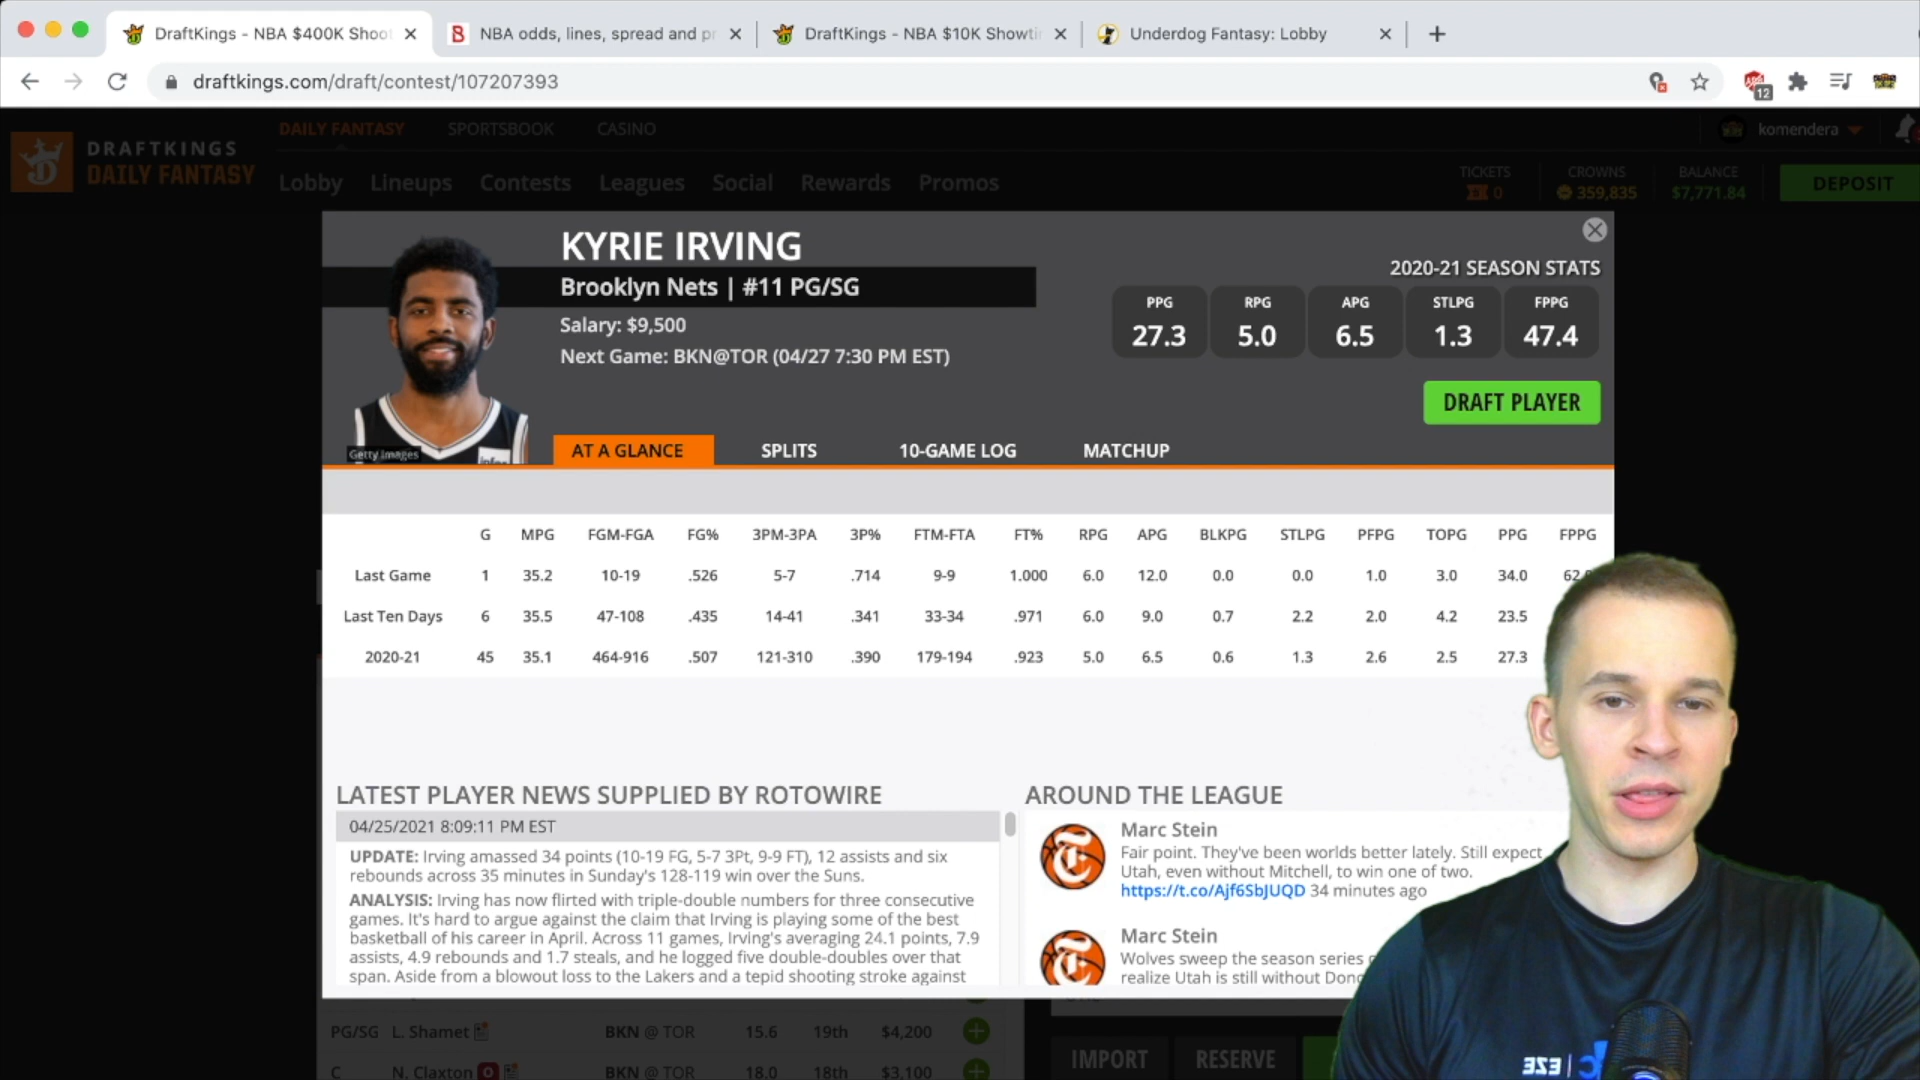 DraftKings - NBA $400K Shoo
NBA odds, lines, spread and pr
DraftKings - NBA $10K Showti
Underdog Fantasy: Lobby
draftkings.com/draft/contest/107207393
12
DRAFTKINGS
DAILY FANTASY
DAILY FANTASY SPORTSBOOK CASINO
Lobby Lineups Contests Leagues Social Rewards Promos
komendera
TICKETS
0
CROWNS
359,835
BALANCE
$7,771.84
DEPOSIT
KYRIE IRVING
Brooklyn Nets | #11 PG/SG
Salary: $9,500
Next Game: BKN@TOR (04/27 7:30 PM EST)
Getty Images
2020-21 SEASON STATS
PPG RPG APG STLPG FPPG
27.3 5.0 6.5 1.3 47.4
DRAFT PLAYER
AT A GLANCE SPLITS 10-GAME LOG MATCHUP
G MPG FGM-FGA FG% 3PM-3PA 3P% FTM-FTA FT% RPG APG BLKPG STLPG PFPG TOPG PPG FPPG
Last Game 1 35.2 10-19 .526 5-7 .714 9-9 1.000 6.0 12.0 0.0 0.0 1.0 3.0 34.0
Last Ten Days 6 35.5 47-108 .435 14-41 .341 33-34 .971 6.0 9.0 0.7 2.2 2.0 4.2 23.5
2020-21 45 35.1 464-916 .507 121-310 .390 179-194 .923 5.0 6.5 0.6 1.3 2.6 2.5 27.3
LATEST PLAYER NEWS SUPPLIED BY ROTOWIRE
04/25/2021 8:09:11 PM EST
UPDATE: Irving amassed 34 points (10-19 FG, 5-7 3Pt, 9-9 FT), 12 assists and six
rebounds across 35 minutes in Sunday's 128-119 win over the Suns.
ANALYSIS: Irving has now flirted with triple-double numbers for three consecutive
games. It's hard to argue against the claim that Irving is playing some of the best
basketball of his career in April. Across 11 games, Irving's averaging 24.1 points, 7.9
assists, 4.9 rebounds and 1.7 steals, and he logged five double-doubles over that
span. Aside from a blowout loss to the Lakers and a tepid shooting stroke against
AROUND THE LEAGUE
Marc Stein
Fair point. They've been worlds better lately. Still expect
Utah, even without Mitchell, to win one of two.
https://t.co/Ajf6SbJUQD 34 minutes ago
Marc Stein
Wolves sweep the season series
realize Utah is still without Dono
PG/SG L. Shamet BKN @ TOR 15.6 19th $4,200
C N. Claxton O BKN @ TOR 18.0 18th $3,100
IMPORT RESERVE